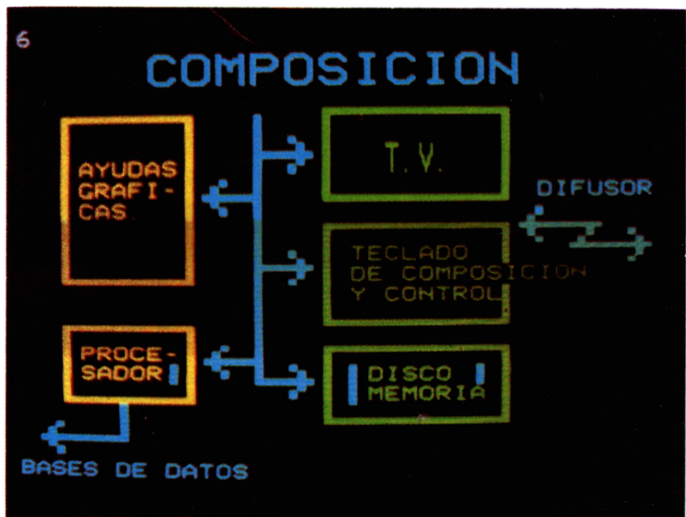 6
COMPOSICION
AYUDAS
GRAFI-
CAS
T.V.
DIFUSOR
TECLADO
DE COMPOSICION
Y CONTROL
PROCE-
SADOR
DISCO
MEMORIA
BASES DE DATOS